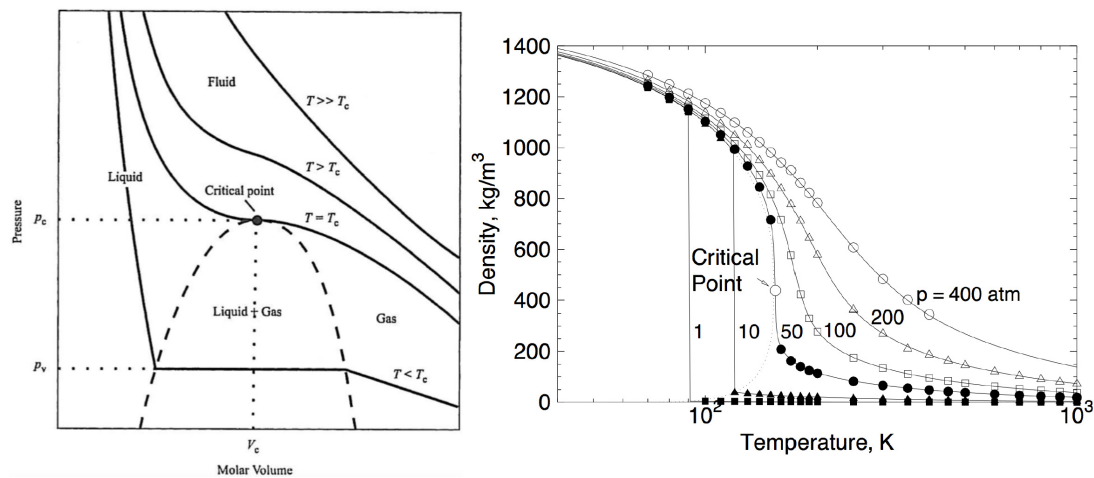 Fluid
T >> Tc
Liquid
T > Tc
Critical point
Pressure
pc
T = Tc
Liquid + Gas
Gas
pv
T < Tc
Vc
Molar Volume
1400
1200
1000
800
600
400
200
0
Density, kg/m³
Critical
Point
p = 400 atm
200
1
10
50
100
10²
10³
Temperature, K